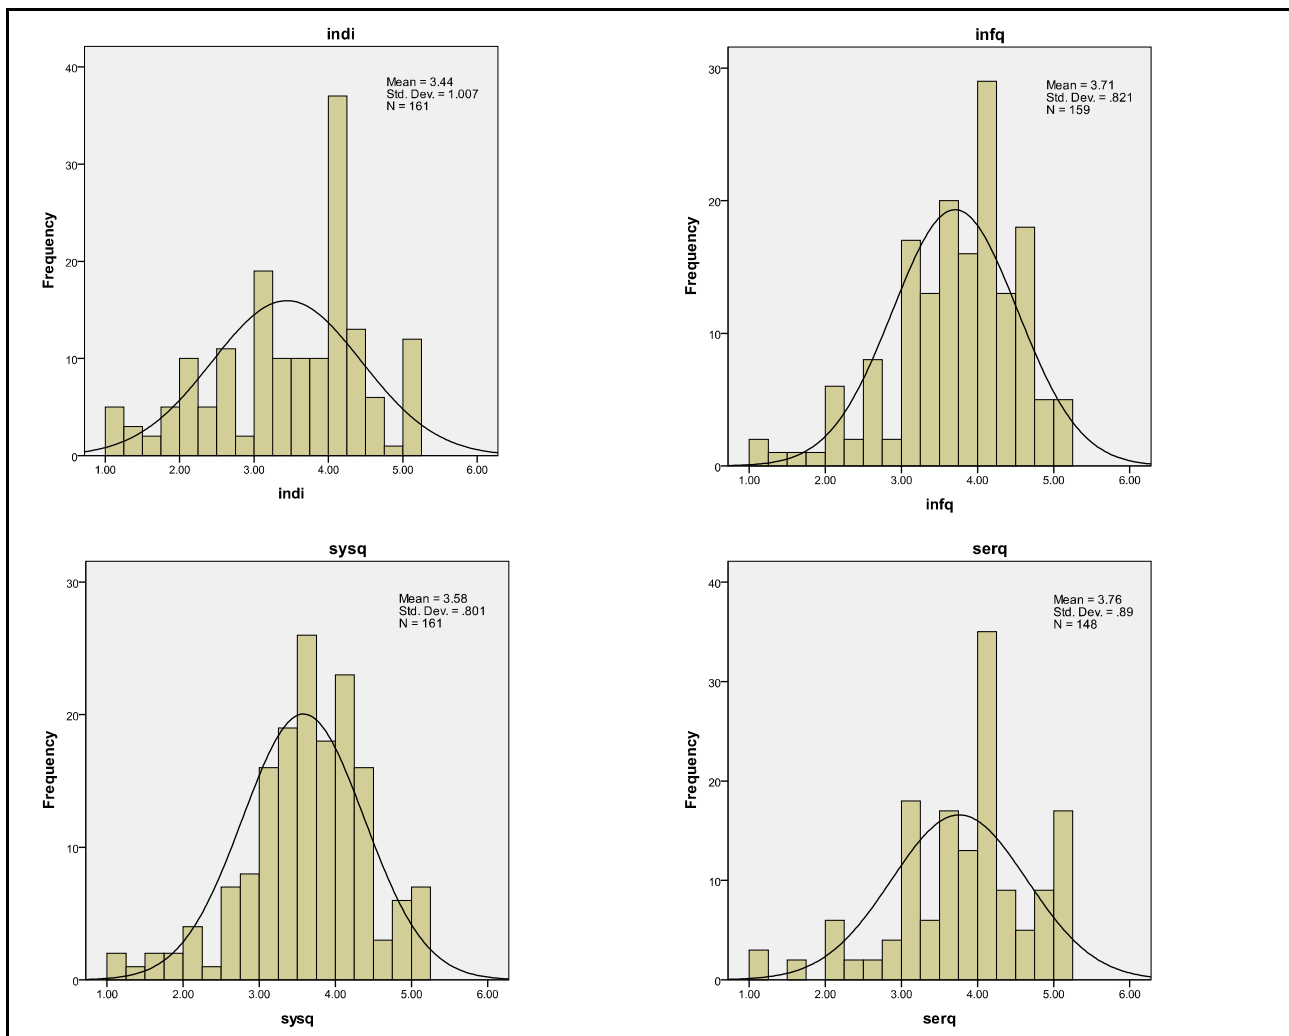 indi
Mean = 3.44
Std. Dev. = 1.007
N = 161
Frequency
40
30
20
10
0
1.00 2.00 3.00 4.00 5.00 6.00
indi
infq
Mean = 3.71
Std. Dev. = .821
N = 159
Frequency
30
20
10
0
1.00 2.00 3.00 4.00 5.00 6.00
infq
sysq
Mean = 3.58
Std. Dev. = .801
N = 161
Frequency
30
20
10
0
1.00 2.00 3.00 4.00 5.00 6.00
sysq
serq
Mean = 3.76
Std. Dev. = .89
N = 148
Frequency
40
30
20
10
0
1.00 2.00 3.00 4.00 5.00 6.00
serq